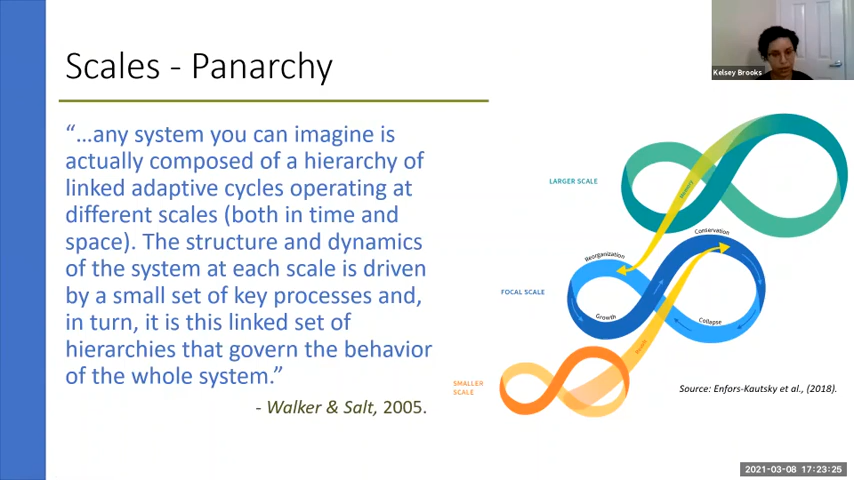 Scales - Panarchy
Kelsey Brooks
“…any system you can imagine is
actually composed of a hierarchy of
linked adaptive cycles operating at
different scales (both in time and
space). The structure and dynamics
of the system at each scale is driven
by a small set of key processes and,
in turn, it is this linked set of
hierarchies that govern the behavior
of the whole system.”
- Walker & Salt, 2005.
LARGER SCALE
Memory
Conservation
Reorganization
FOCAL SCALE
Growth
Collapse
SMALLER
SCALE
Source: Enfors-Kautsky et al., (2018).
2021-03-08 17:23:25